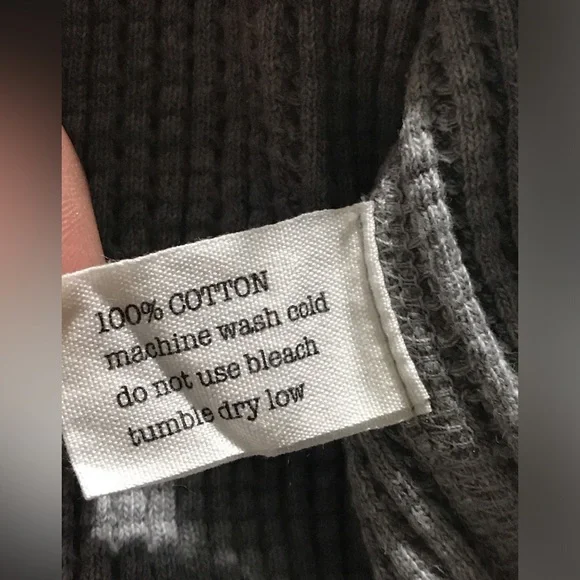 100% COTTON
machine wash cold
do not use bleach
tumble dry low